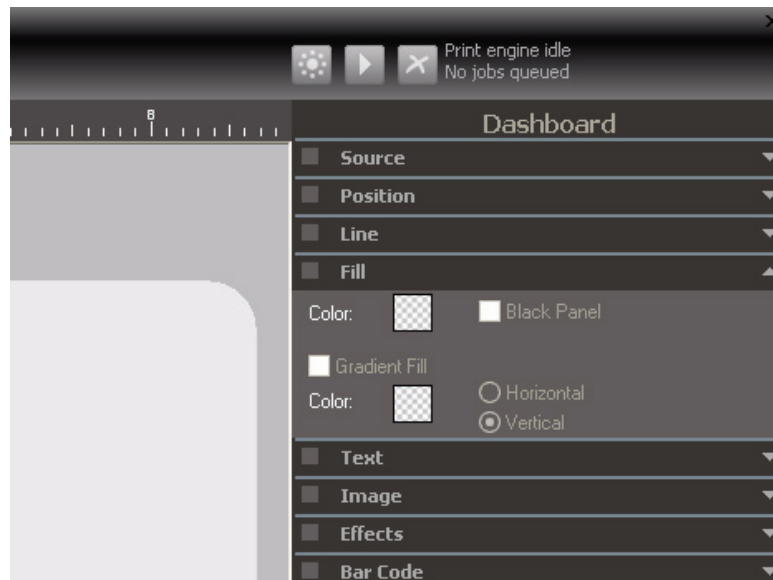 Print engine idle
No jobs queued
8
Dashboard
Source
Position
Line
Fill
Color:
Black Panel
Gradient Fill
Color:
Horizontal
Vertical
Text
Image
Effects
Bar Code